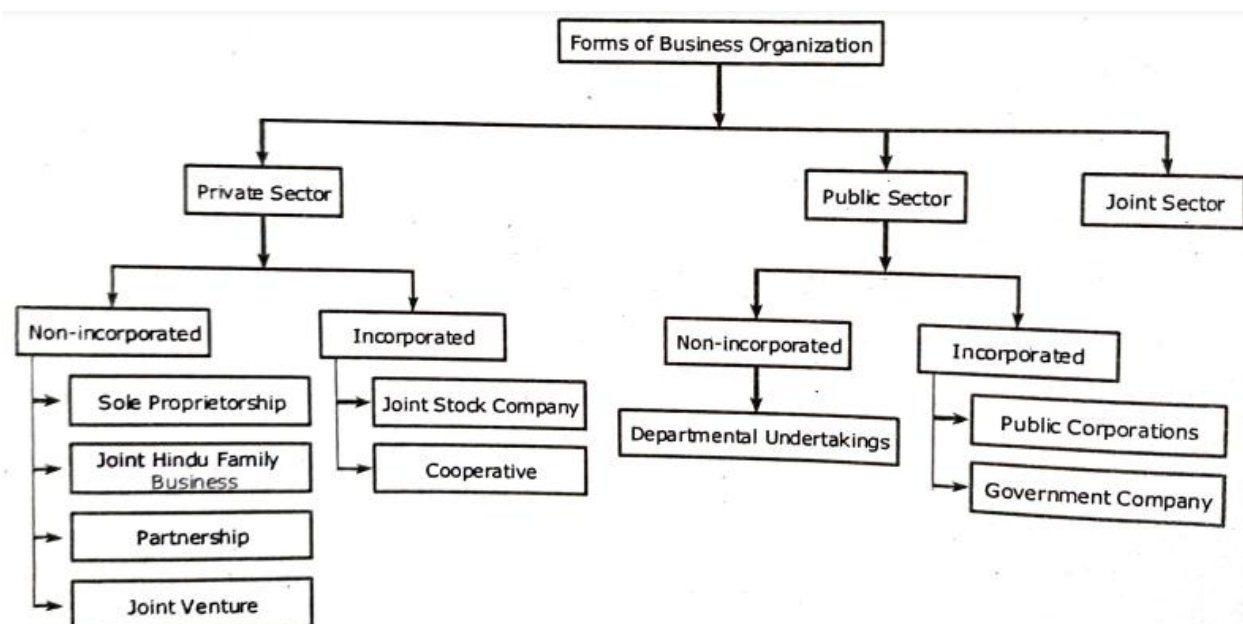 Forms of Business Organization
Private Sector
Public Sector
Joint Sector
Non-incorporated
Incorporated
Non-incorporated
Incorporated
Sole Proprietorship
Joint Stock Company
Departmental Undertakings
Public Corporations
Joint Hindu Family
Business
Cooperative
Government Company
Partnership
Joint Venture